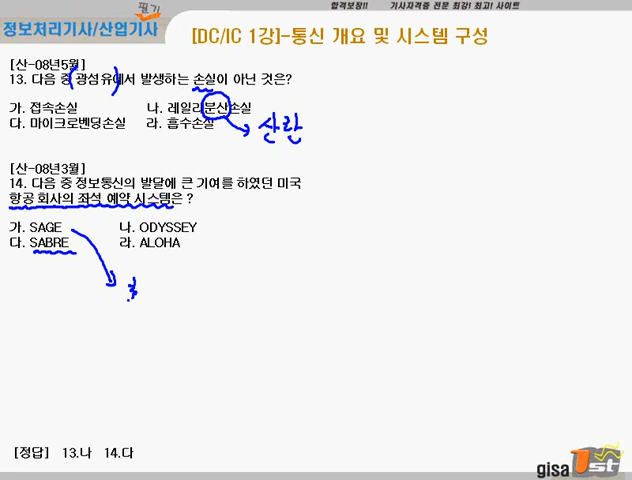 합격보장!! 기사자격증 전문 최강! 최고! 사이트
필기
정보처리기사/산업기사
[DC/IC 1강]-통신 개요 및 시스템 구성
[산-08년5월]
13. 다음 중 광섬유에서 발생하는 손실이 아닌 것은?
가. 접속손실 나. 레일리분산손실
다. 마이크로벤딩손실 라. 흡수손실
산란
[산-08년3월]
14. 다음 중 정보통신의 발달에 큰 기여를 하였던 미국
항공 회사의 좌석 예약 시스템은 ?
가. SAGE 나. ODYSSEY
다. SABRE 라. ALOHA
[정답] 13.나 14.다
gisa 1st